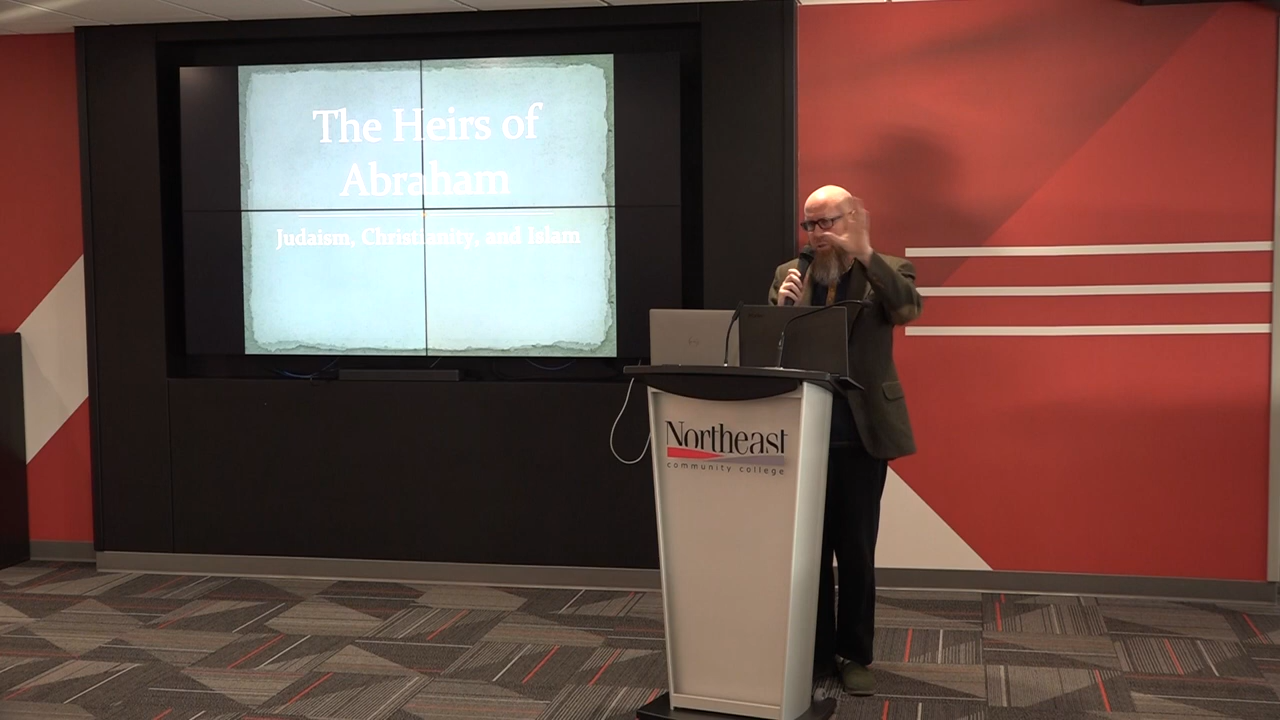 The Heirs of
Abraham
Judaism, Christianity, and Islam
Northeast
community college